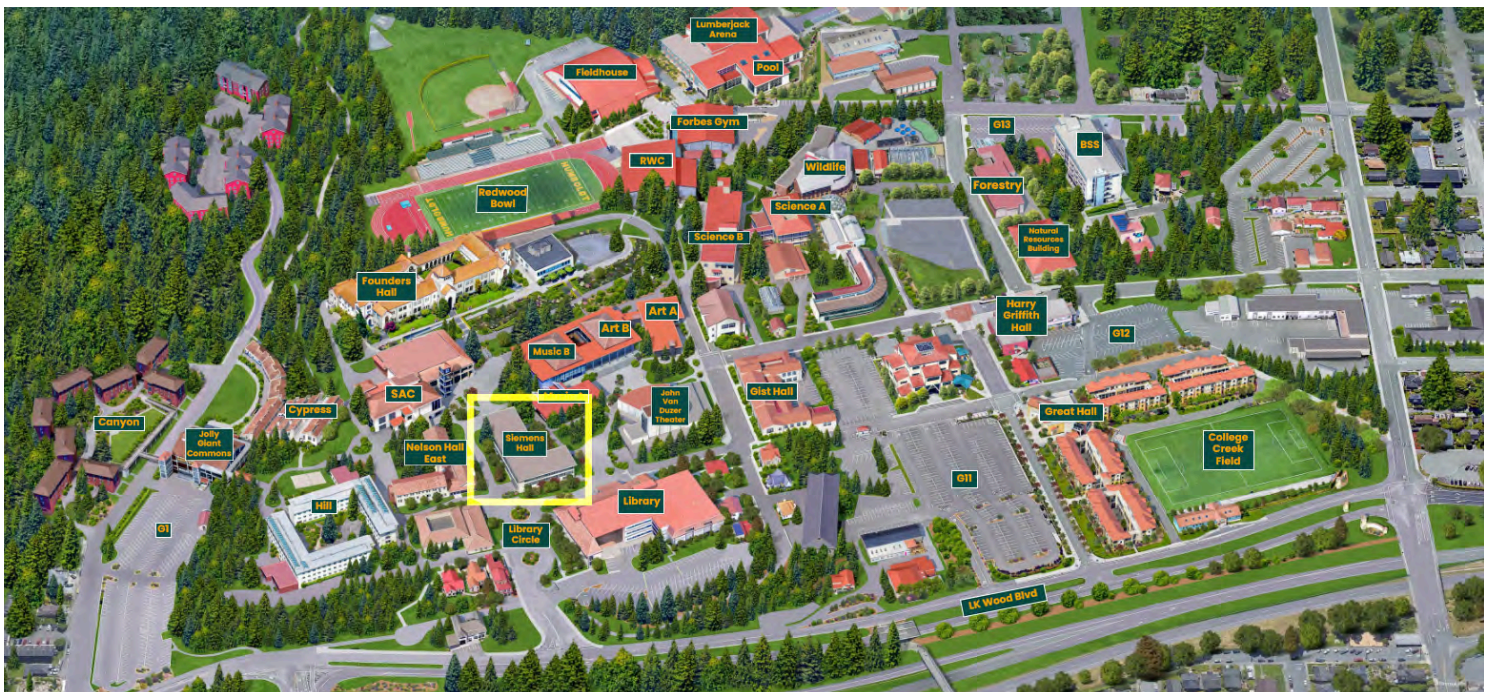 Lumberjack
Arena
Pool
Fieldhouse
Forbes Gym
G13
BSS
RWC
Wildlife
Redwood
Bowl
HUMBOLDT
HUMBOLDT
Forestry
Science A
Science B
Natural
Resources
Building
Founders
Hall
Art A
Art B
Music B
Harry
Griffith
Hall
G12
SAC
John
Van
Duzer
Theater
Gist Hall
Cypress
Great Hall
Canyon
Jolly
Giant
Commons
Nelson Hall
East
Siemens
Hall
College
Creek
Field
G11
Hill
Library
G1
Library
Circle
LK Wood Blvd